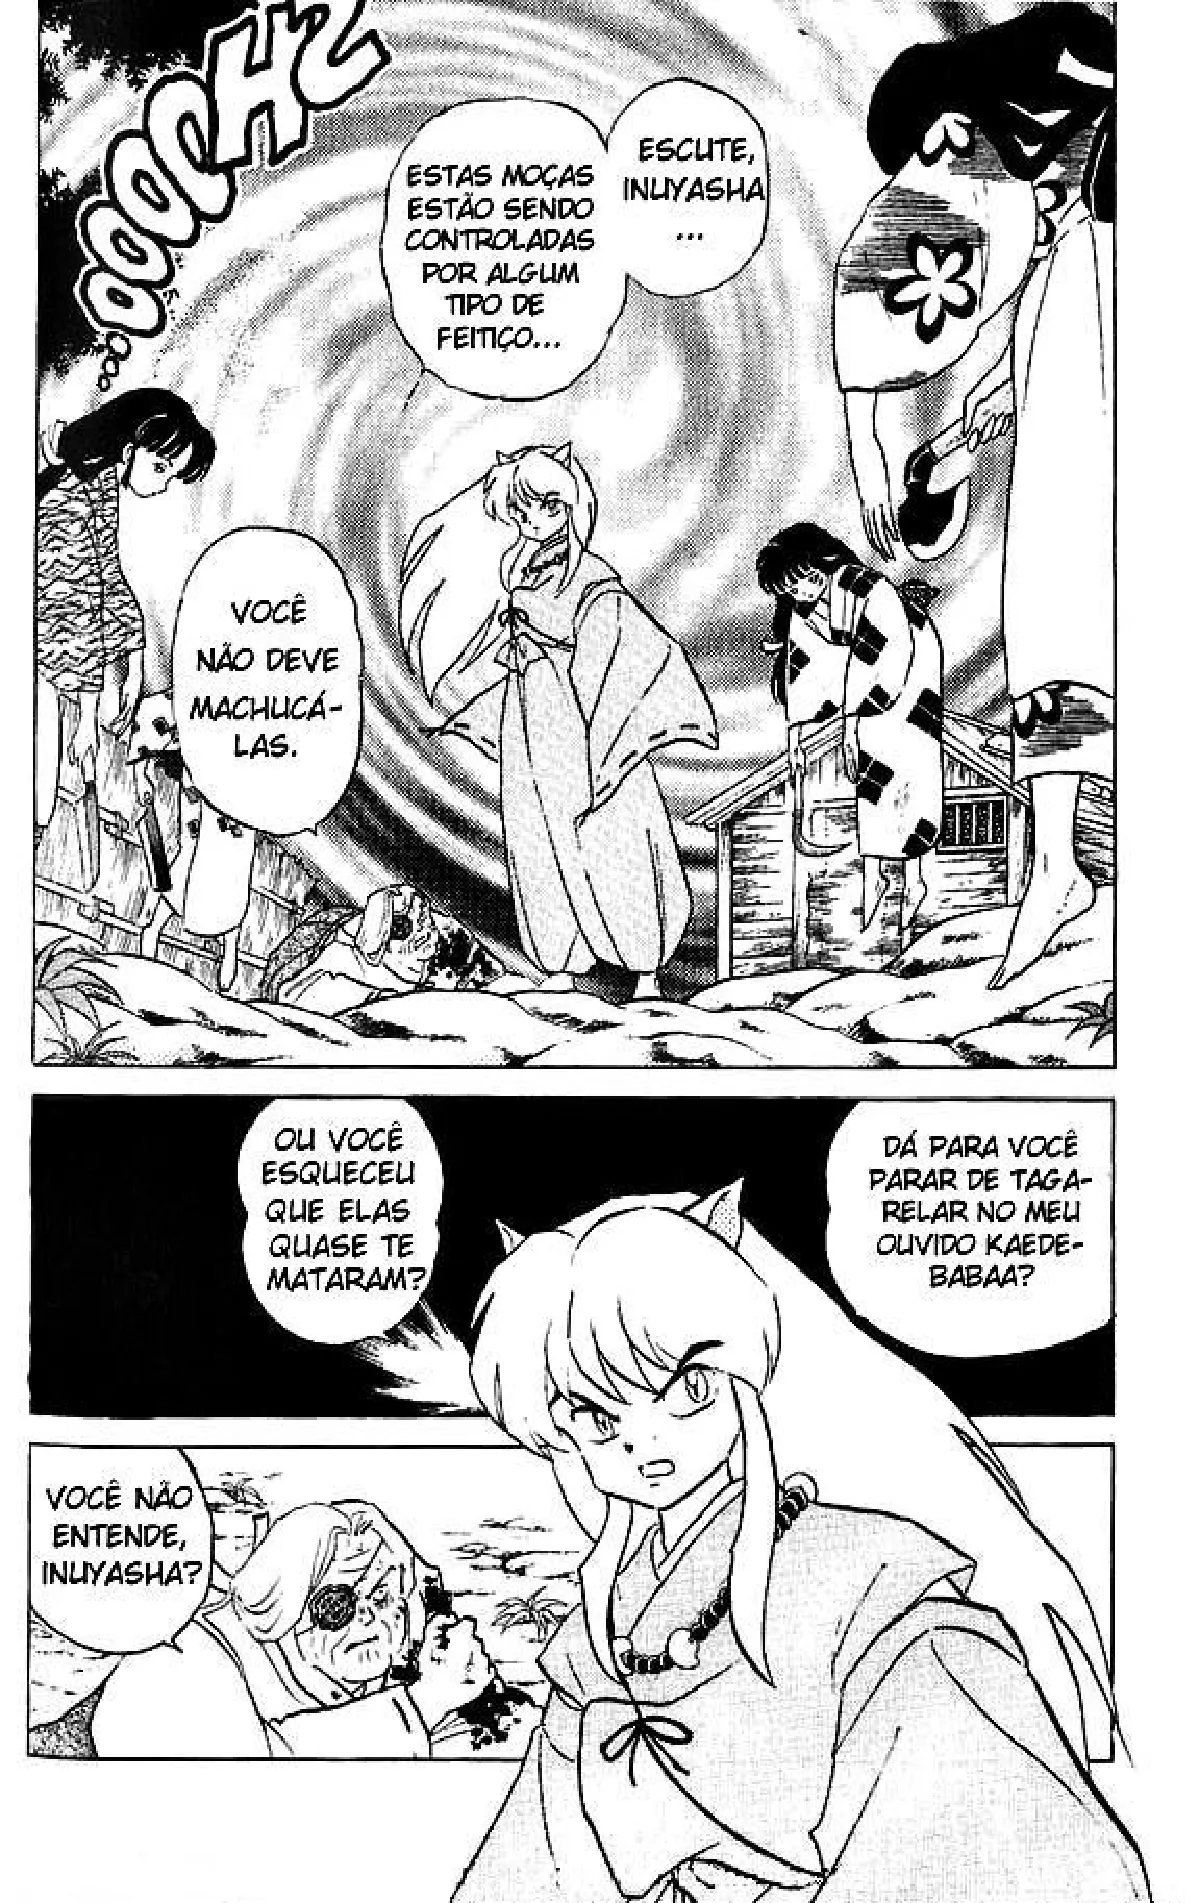 OOOOOHHZ
ESCUTE,
INUYASHA
...
ESTAS MOÇAS
ESTÃO SENDO
CONTROLADAS
POR ALGUM
TIPO DE
FEITIÇO...
VOCÊ
NÃO DEVE
MACHUCÁ-
LAS.
DÁ PARA VOCÊ
PARAR DE TAGA-
RELAR NO MEU
OUVIDO KAEDE-
BABAA?
OU VOCÊ
ESQUECEU
QUE ELAS
QUASE TE
MATARAM?
VOCÊ NÃO
ENTENDE,
INUYASHA?